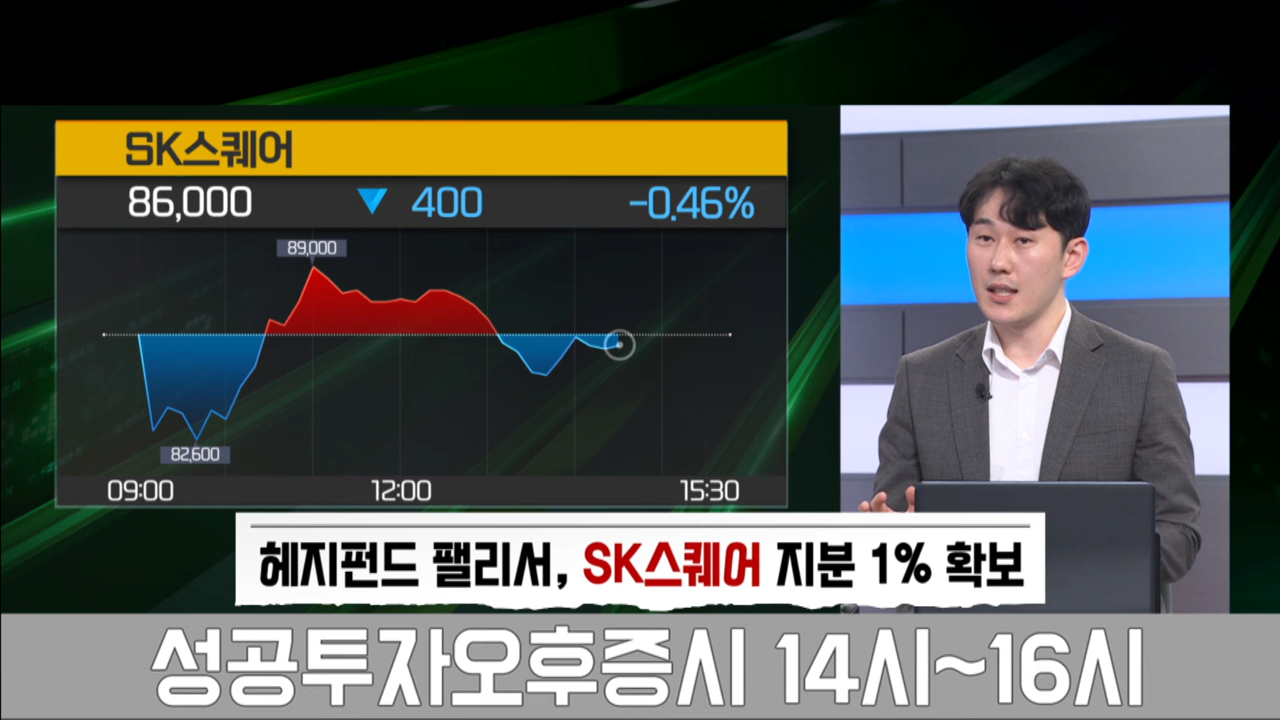 SK스퀘어
86,000 ▼ 400 -0.46%
89,000
82,600
09:00 12:00 15:30
헤지펀드 팰리서, SK스퀘어 지분 1% 확보
성공투자오후증시 14시~16시